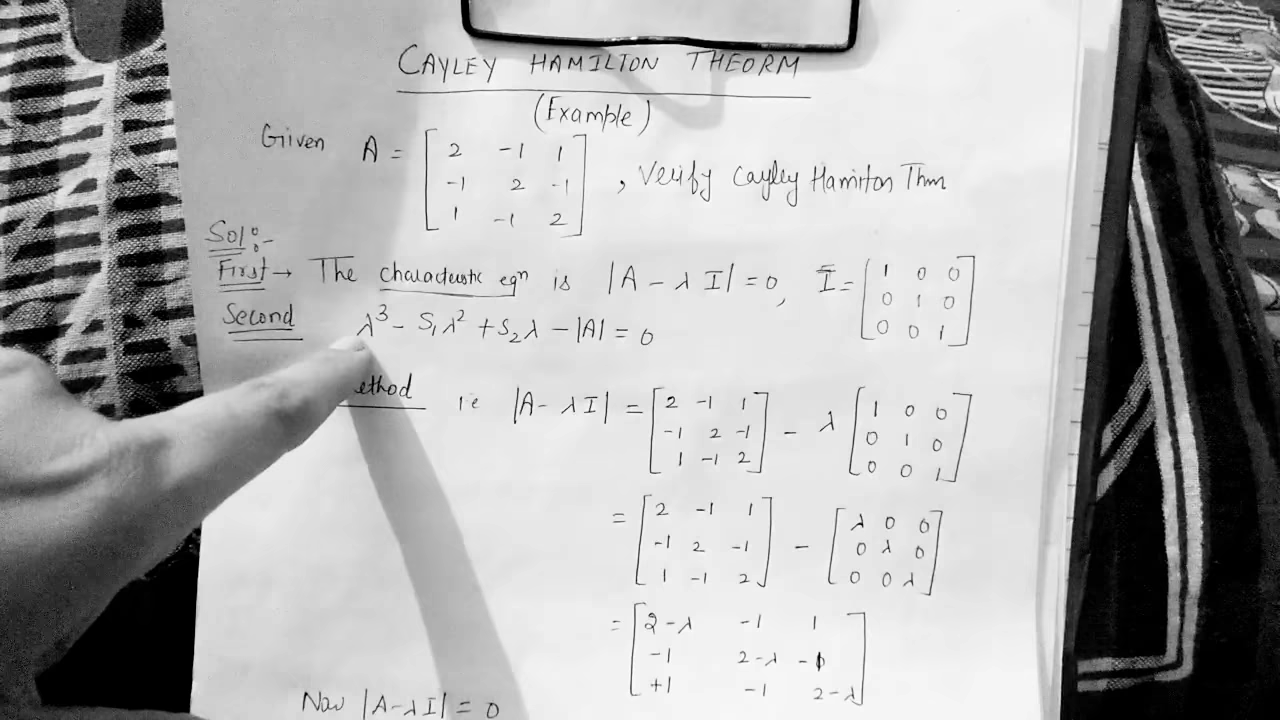 CAYLEY HAMILTON THEORM
(Example)
Given A = [2 -1 1; -1 2 -1; 1 -1 2], Verify Cayley Hamilton Thm
Sol:-
First → The characteristic eqn is |A - λI| = 0, I = [1 0 0; 0 1 0; 0 0 1]
Second λ³ - S₁λ² + S₂λ - |A| = 0
ethod ie |A - λI| = [2 -1 1; -1 2 -1; 1 -1 2] - λ [1 0 0; 0 1 0; 0 0 1]
= [2 -1 1; -1 2 -1; 1 -1 2] - [λ 0 0; 0 λ 0; 0 0 λ]
= [2-λ -1 1; -1 2-λ -1; +1 -1 2-λ]
Now |A-λI| = 0